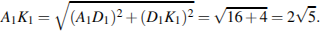 A₁K₁ = √((A₁D₁)² + (D₁K₁)²) = √(16+4) = 2√5.